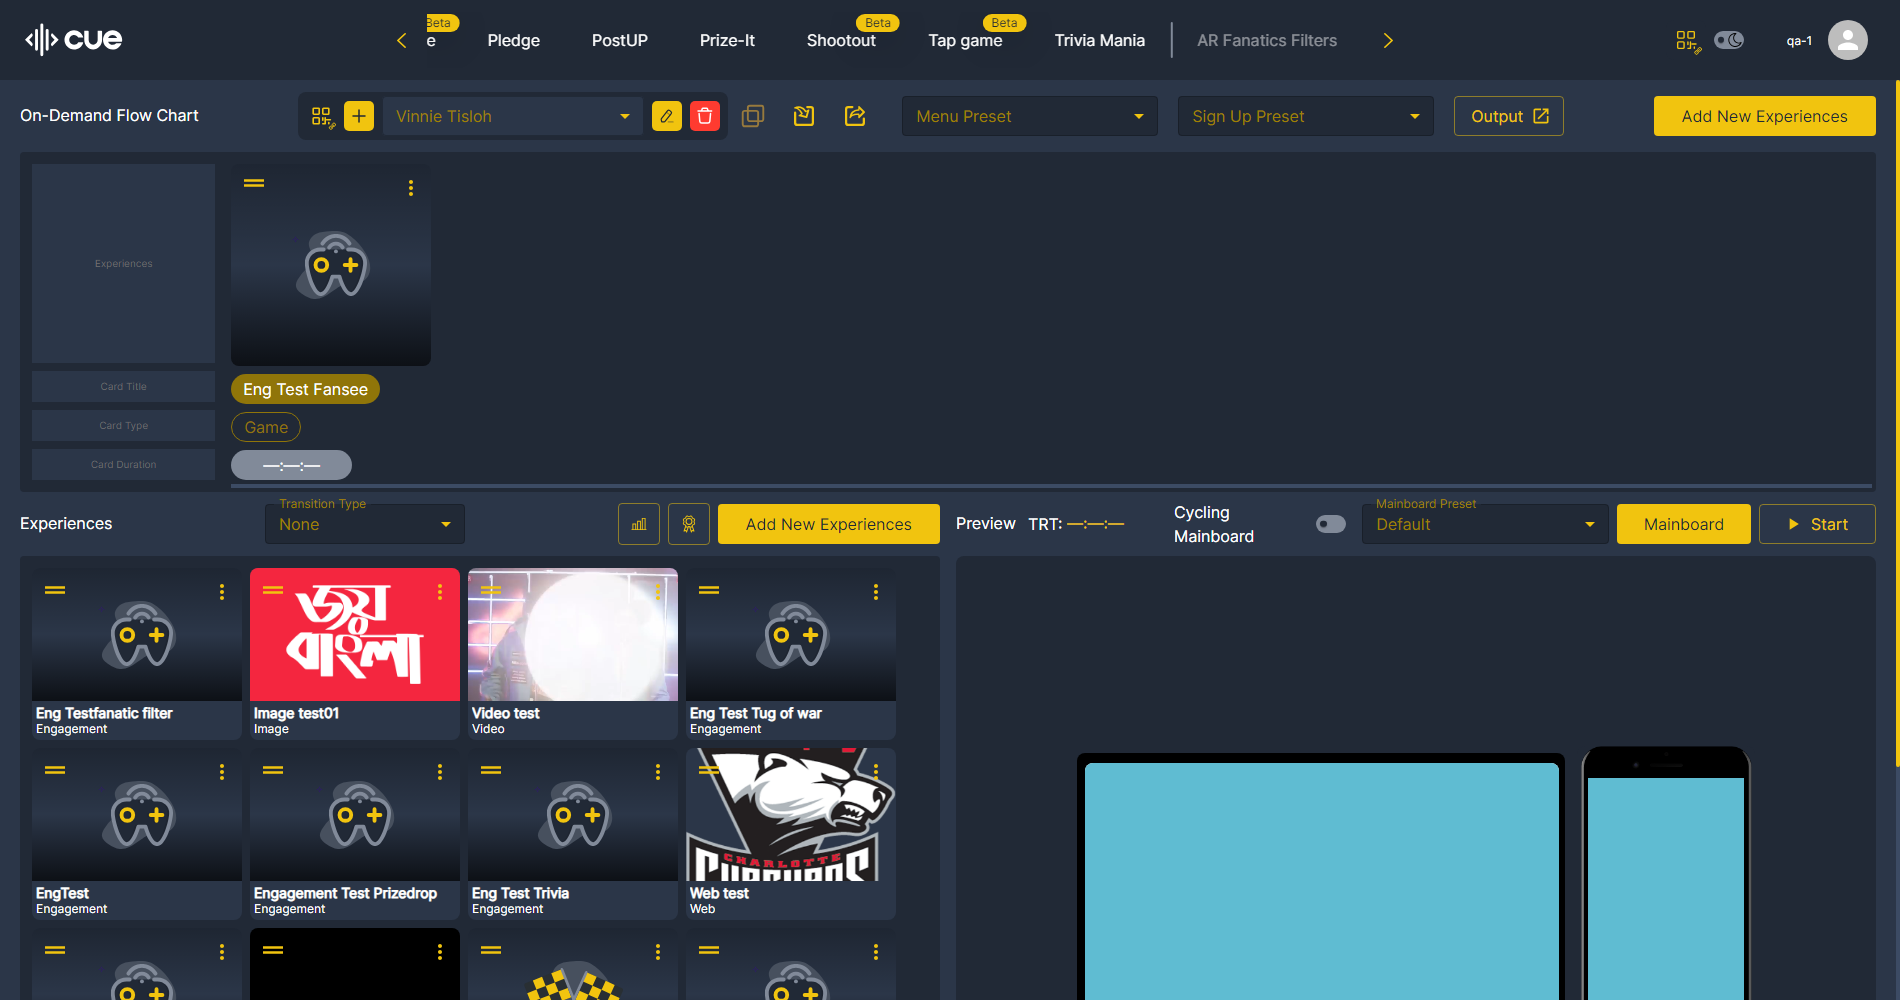 cue
Beta
e
Pledge
PostUP
Prize-It
Beta
Shootout
Beta
Tap game
Trivia Mania
AR Fanatics Filters
qa-1
On-Demand Flow Chart
Vinnie Tisloh
Menu Preset
Sign Up Preset
Output
Add New Experiences
Experiences
Card Title
Eng Test Fansee
Card Type
Game
Card Duration
—:—:—
Experiences
Transition Type
None
Add New Experiences
Preview
TRT: —:—:—
Cycling
Mainboard
Mainboard Preset
Default
Mainboard
Start
জয়
বাংলা
Eng Testfanatic filter
Engagement
Image test01
Image
Video test
Video
Eng Test Tug of war
Engagement
CHARLOTTE
EngTest
Engagement
Engagement Test Prizedrop
Engagement
Eng Test Trivia
Engagement
Web test
Web